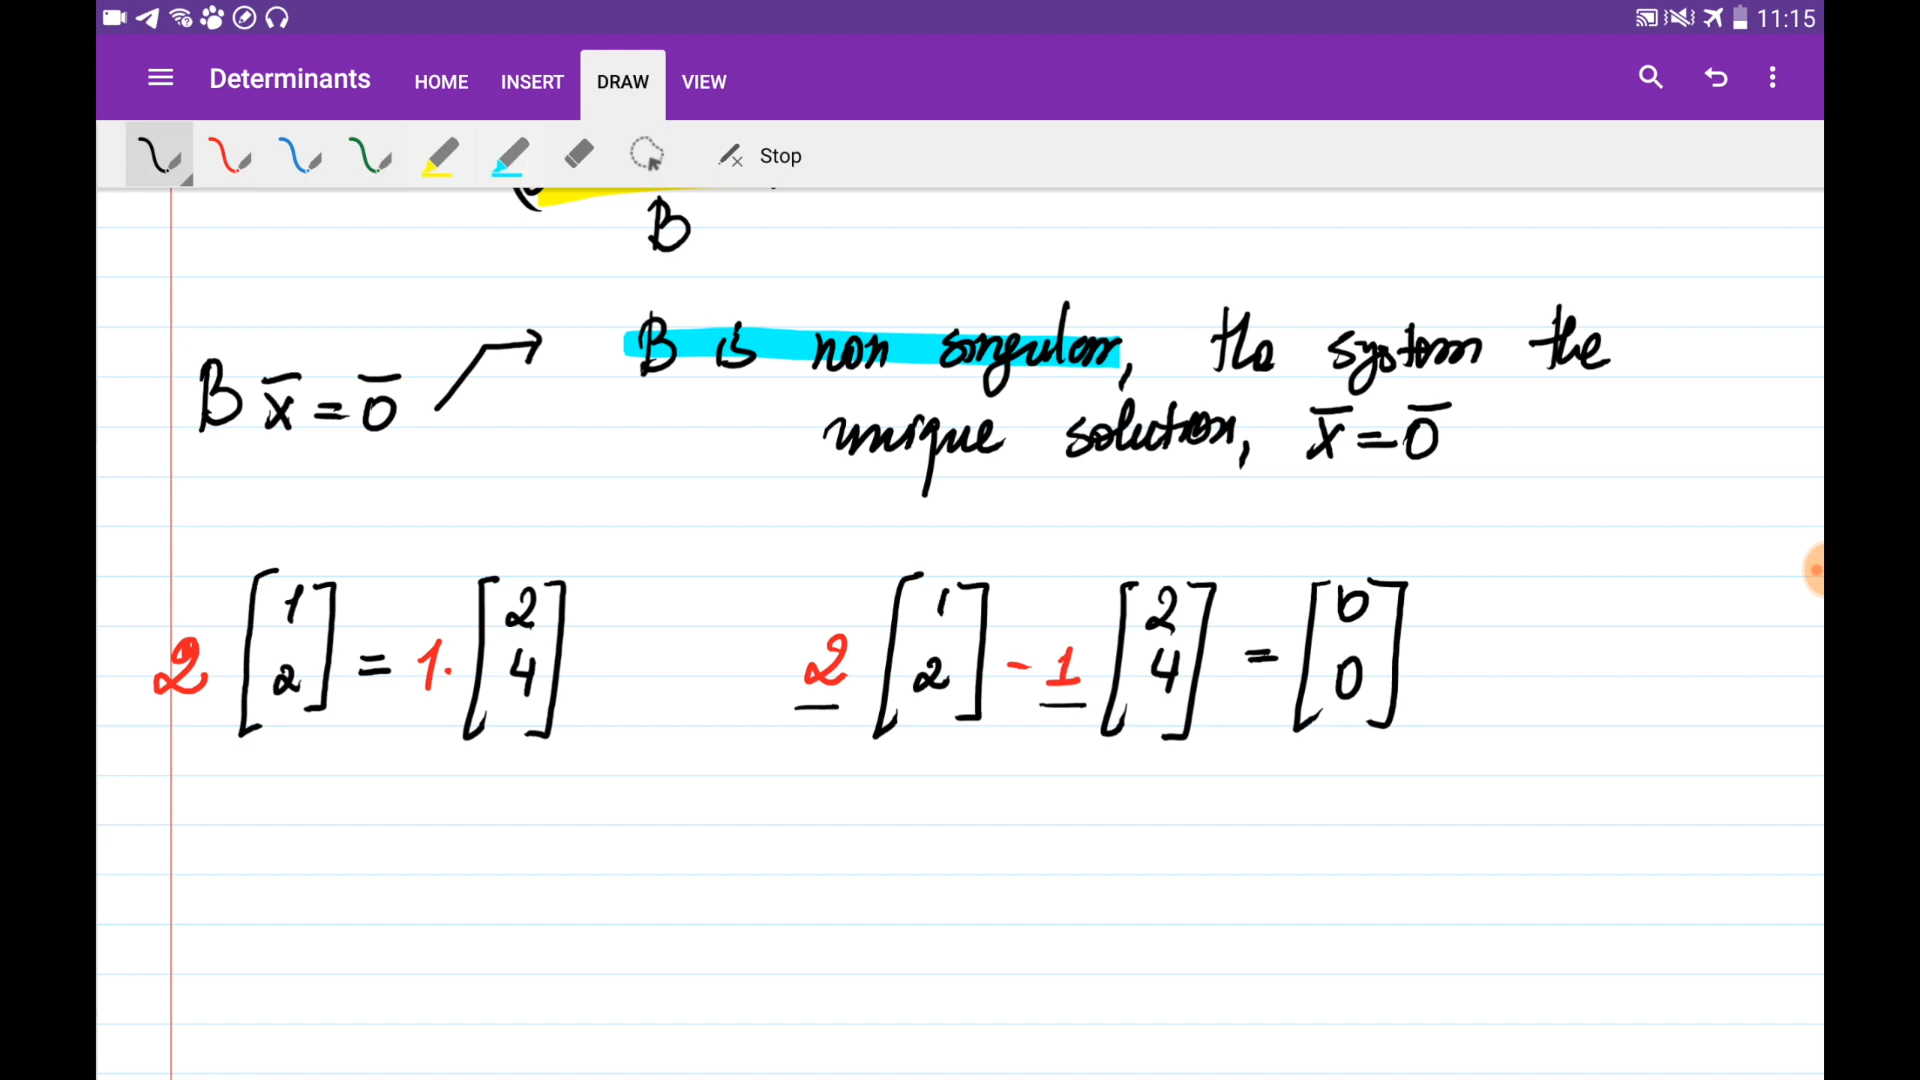 11:15
Determinants HOME INSERT DRAW VIEW
Stop
B
B is non singular, the system the
B x̅ = 0̅
unique solution, x̅ = 0̅
2 [1 2] = 1. [2 4]
2 [1 2] - 1 [2 4] = [0 0]